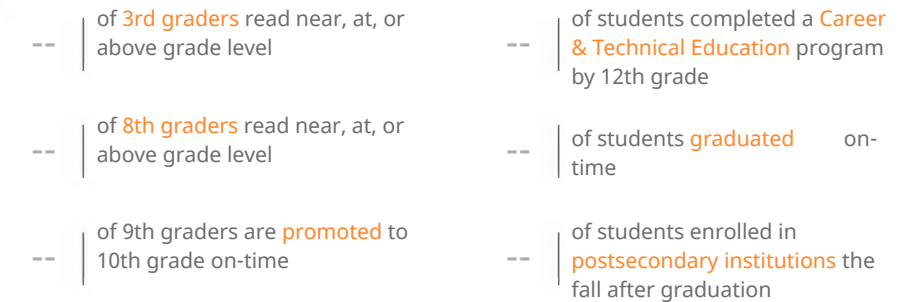 -- of 3rd graders read near, at, or
above grade level
-- of 8th graders read near, at, or
above grade level
-- of 9th graders are promoted to
10th grade on-time
-- of students completed a Career
& Technical Education program
by 12th grade
-- of students graduated on-
time
-- of students enrolled in
postsecondary institutions the
fall after graduation